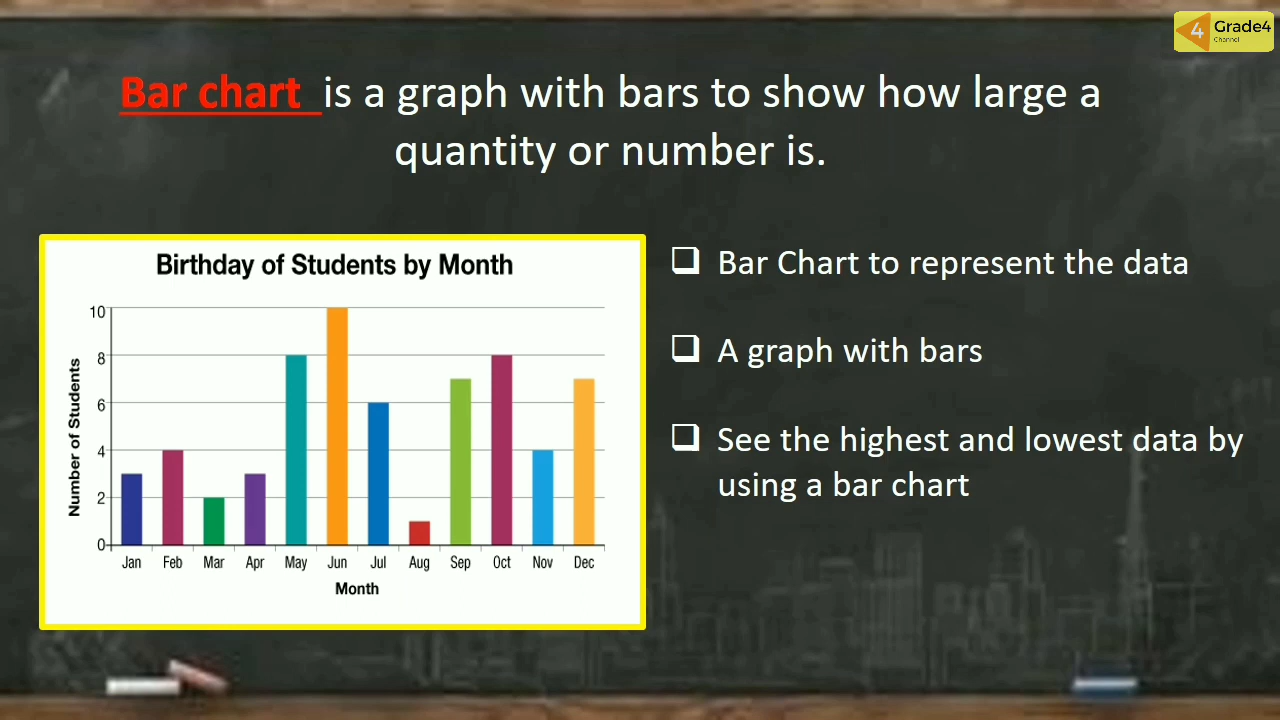 4 Grade4
Channel
Bar chart is a graph with bars to show how large a
quantity or number is.
Birthday of Students by Month
Number of Students
10
8
6
4
2
0
Jan Feb Mar Apr May Jun Jul Aug Sep Oct Nov Dec
Month
Bar Chart to represent the data
A graph with bars
See the highest and lowest data by
using a bar chart